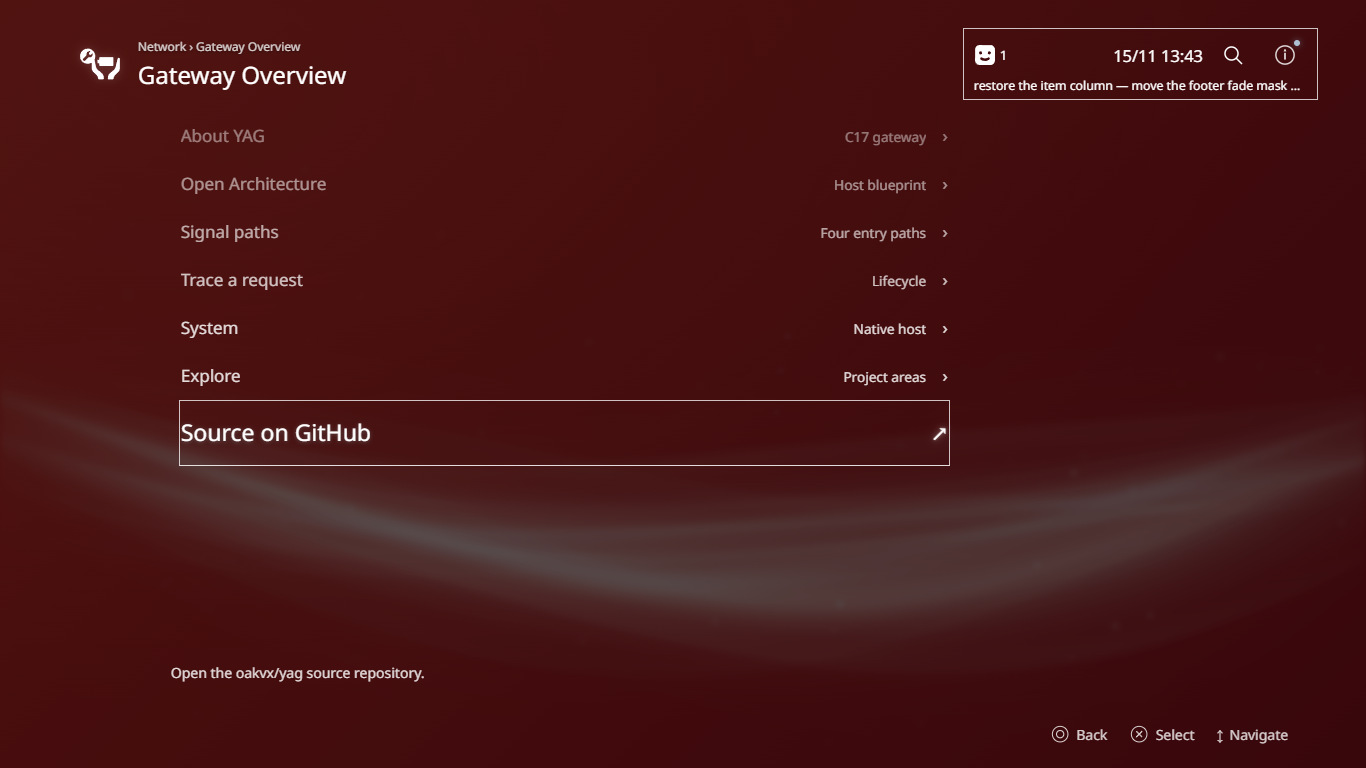 Network › Gateway Overview
Gateway Overview
1 15/11 13:43
restore the item column — move the footer fade mask ...
About YAG C17 gateway ›
Open Architecture Host blueprint ›
Signal paths Four entry paths ›
Trace a request Lifecycle ›
System Native host ›
Explore Project areas ›
Source on GitHub ↗
Open the oakvx/yag source repository.
Back Select Navigate